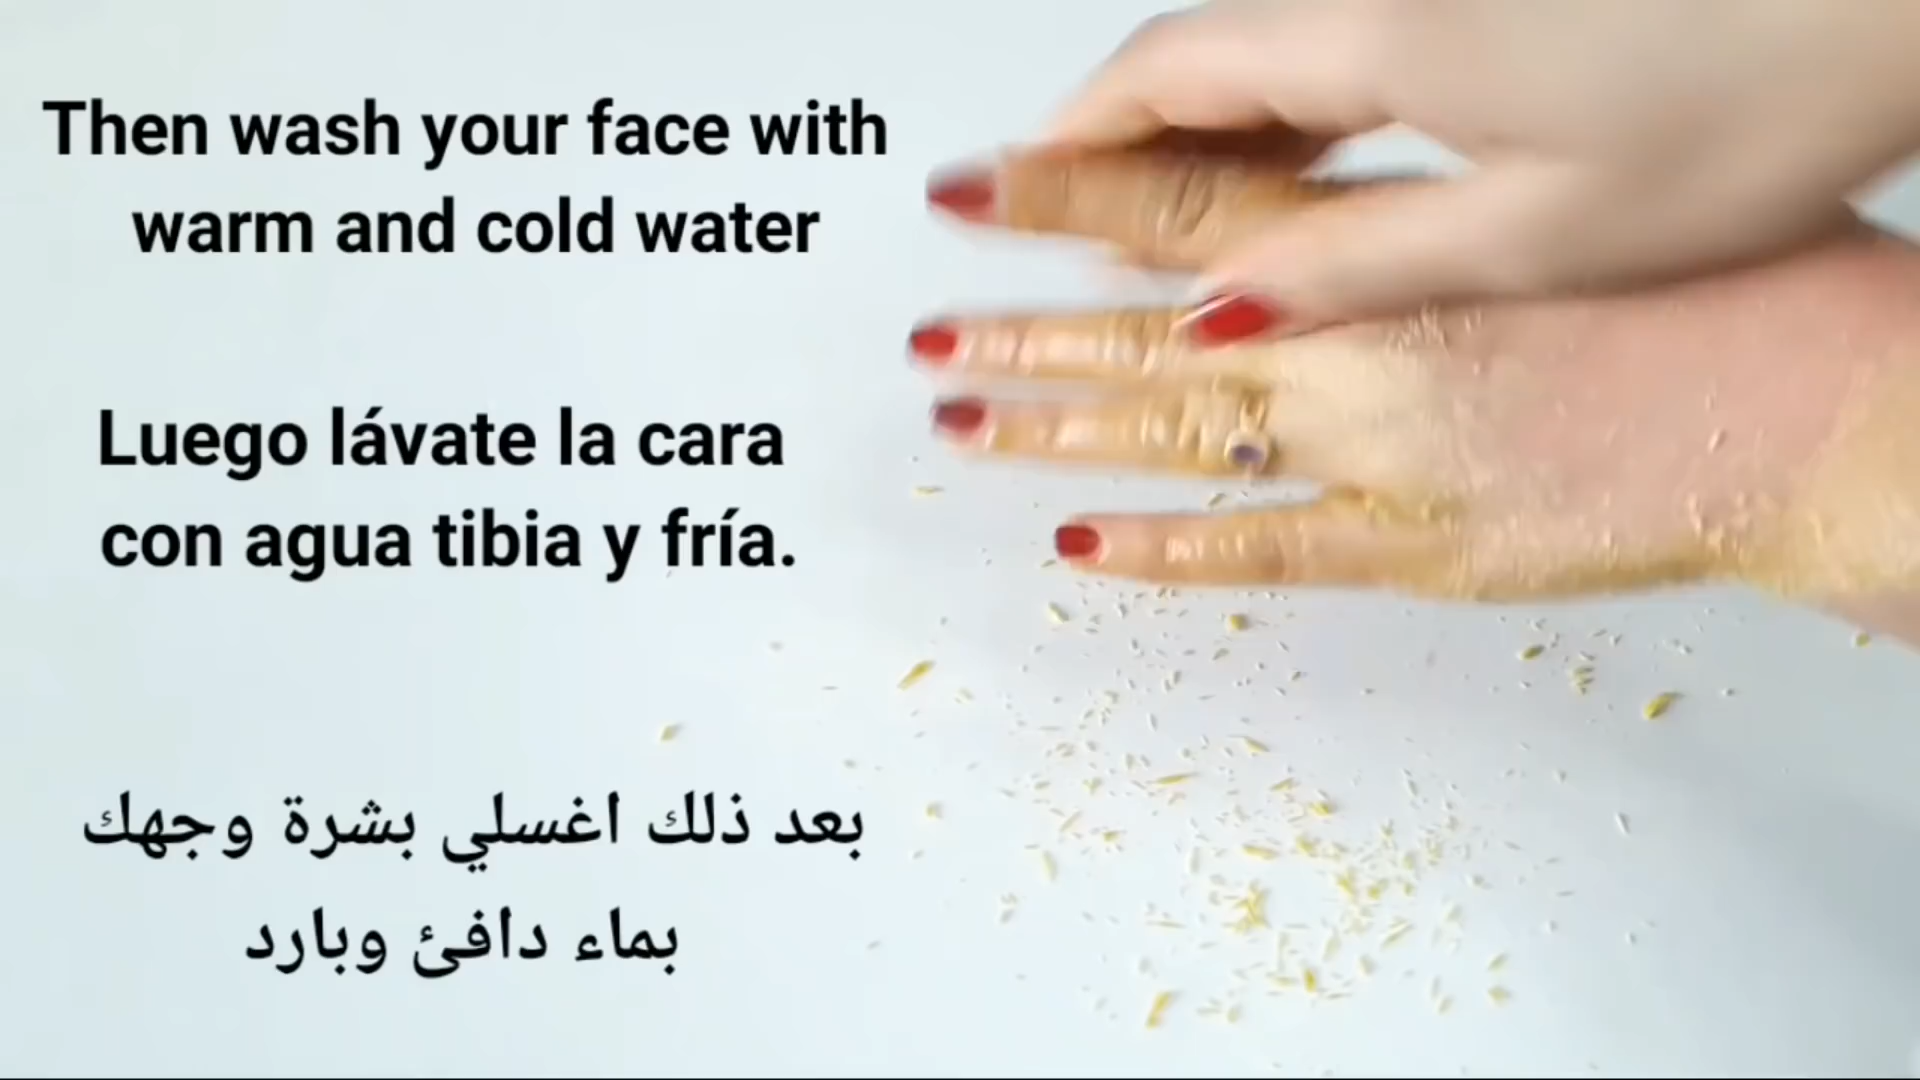 Then wash your face with
warm and cold water
Luego lávate la cara
con agua tibia y fría.
بعد ذلك اغسلي بشرة وجهك
بماء دافئ وبارد